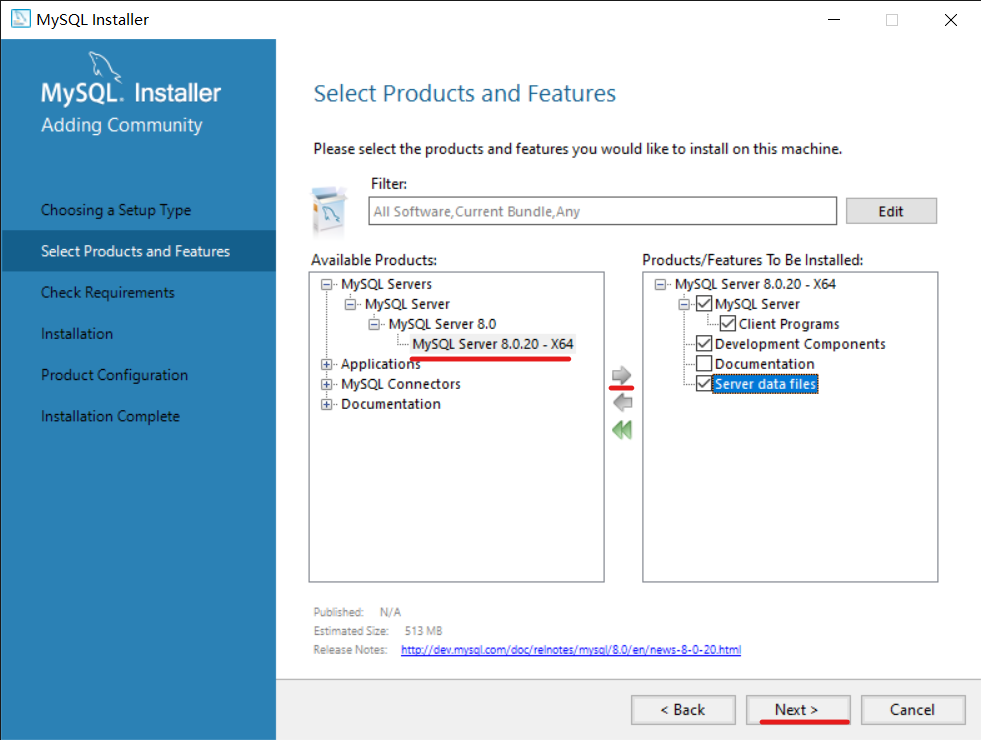 MySQL Installer
MySQL. Installer
Adding Community
Choosing a Setup Type
Select Products and Features
Check Requirements
Installation
Product Configuration
Installation Complete
Select Products and Features
Please select the products and features you would like to install on this machine.
Filter:
All Software,Current Bundle,Any
Edit
Available Products:
MySQL Servers
MySQL Server
MySQL Server 8.0
MySQL Server 8.0.20 - X64
Applications
MySQL Connectors
Documentation
Products/Features To Be Installed:
MySQL Server 8.0.20 - X64
MySQL Server
Client Programs
Development Components
Documentation
Server data files
Published: N/A
Estimated Size: 513 MB
Release Notes: http://dev.mysql.com/doc/relnotes/mysql/8.0/en/news-8-0-20.html
< Back
Next >
Cancel